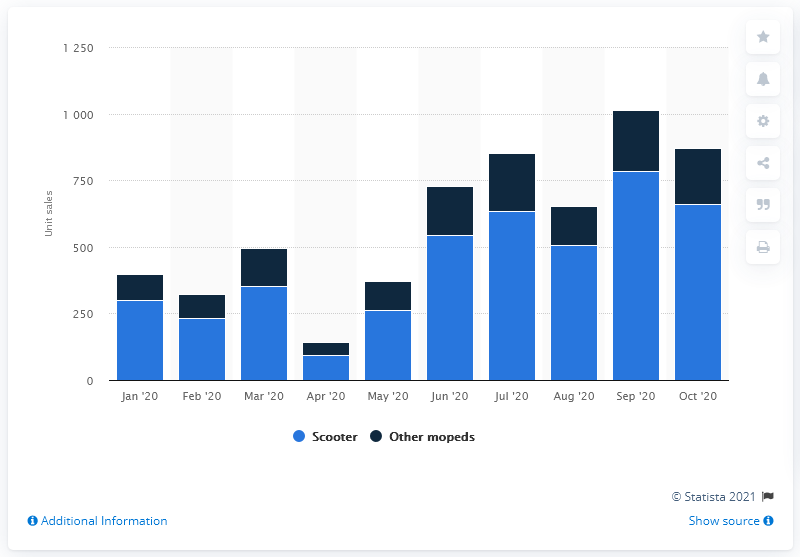 1 250
1 000
750
500
250
0
Unit sales
Jan '20 Feb '20 Mar '20 Apr '20 May '20 Jun '20 Jul '20 Aug '20 Sep '20 Oct '20
Scooter Other mopeds
© Statista 2021
Additional Information Show source